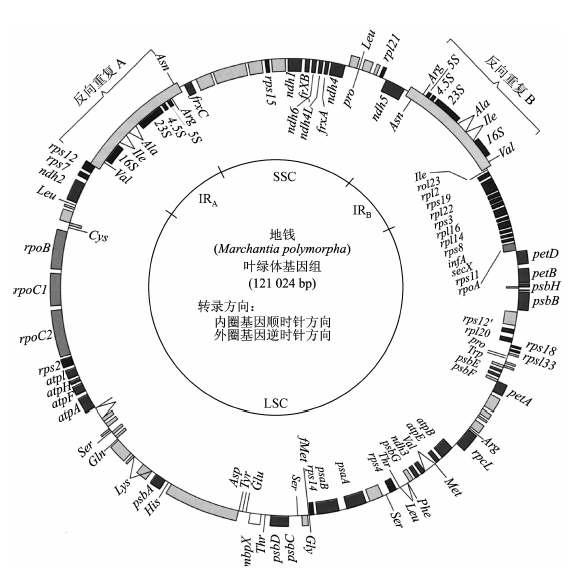 反向重复 A
反向重复 B
Asn
frxC
rps15
ndh1
frXB
ndh6
ndh4L
frxA
ndh4
pro
Leu
rpl21
ndh5
Asn
Arg
4.5S
5S
23S
Ala
Ile
16S
Val
Arg
5S
4.5S
23S
Ala
Ile
16S
Val
rps12
rps7
ndh2
Leu
Cys
rpoB
rpoC1
rpoC2
rps2
atpI
atpH
atpF
atpA
Ser
Gln
Lys
psbA
His
Asp
Tyr
Glu
mbpX
Thr
psbD
psbC
Ser
Gly
fMet
rps14
psaB
psaA
rps4
Ser
Thr
psbG
ndh3
Val
atpE
atpB
Leu
Phe
Met
rpcL
Arg
petA
psbF
psbE
Trp
pro
rpl20
rps12'
rps18
rpsl33
psbB
psbH
petB
petD
Ile
rol23
rpl2
rps19
rpl22
rps3
rpl16
rpl14
rps8
infA
secX
rps11
rpoA
SSC
IRA
IRB
地钱
(Marchantia polymorpha)
叶绿体基因组
(121 024 bp)
转录方向:
内圈基因顺时针方向
外圈基因逆时针方向
LSC